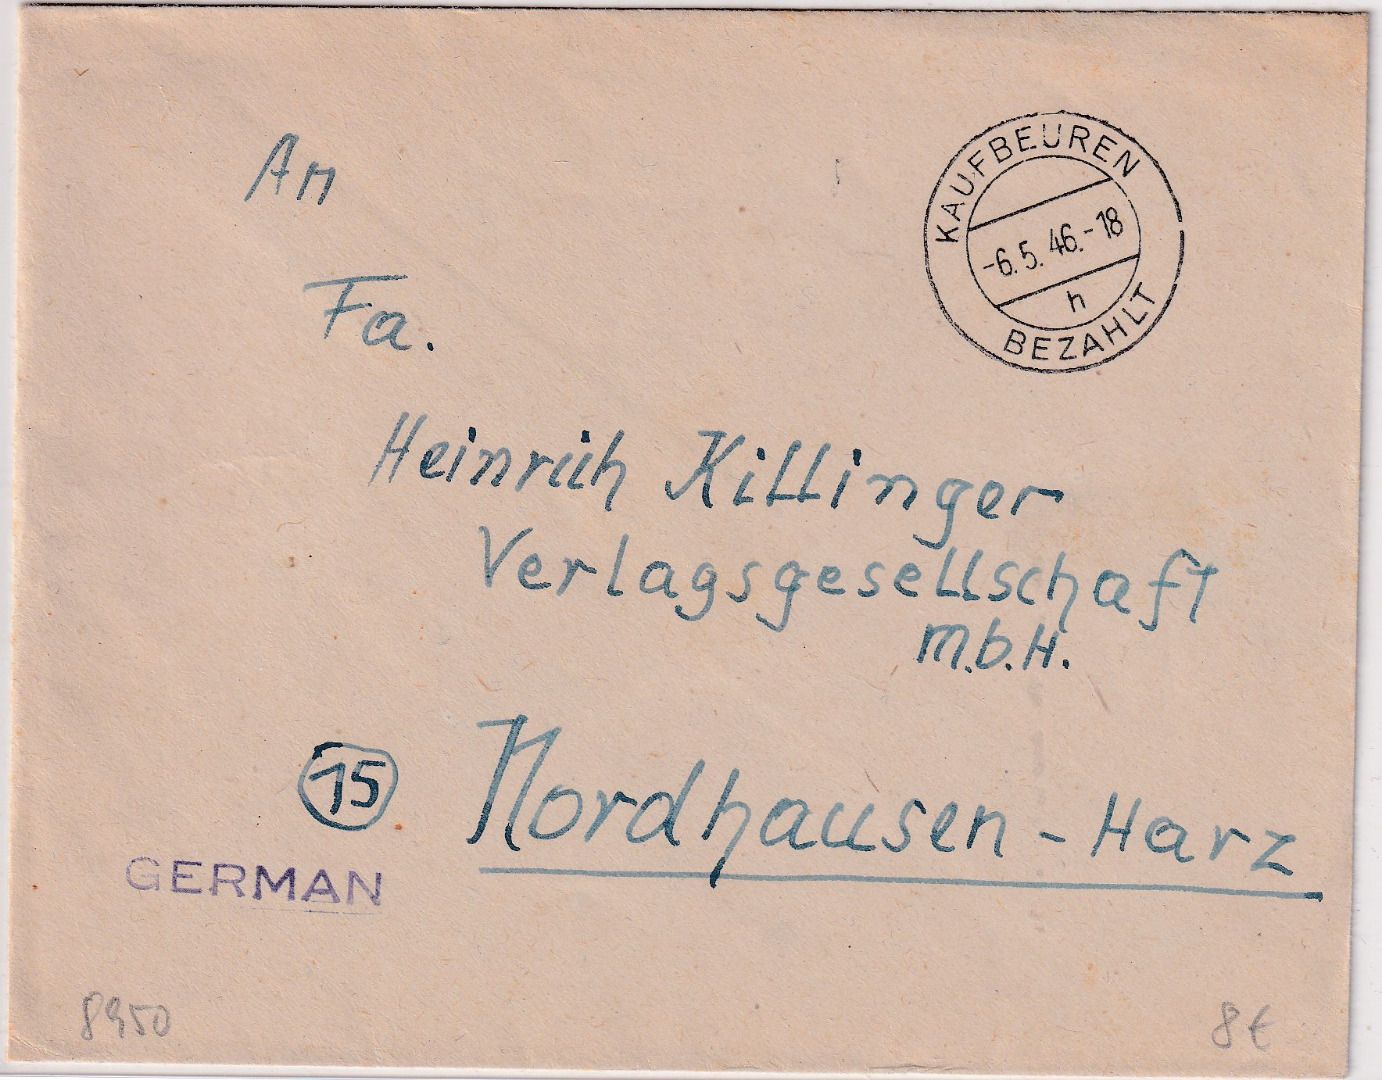 KAUFBEUREN
-6.5.46.-18
h
BEZAHLT
An
Fa.
Heinrich Killinger
Verlagsgesellschaft
m.b.H.
15 Nordhausen - Harz
GERMAN
8950
8€